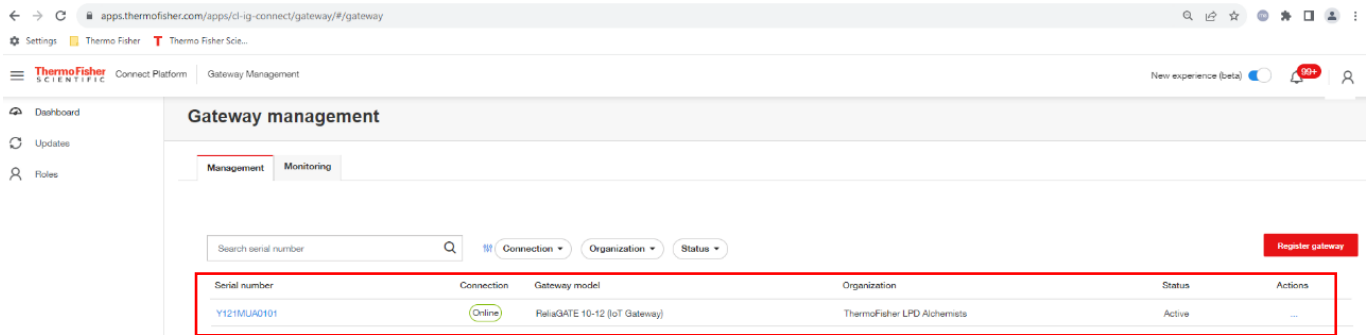 apps.thermofisher.com/apps/cl-ig-connect/gateway/#/gateway
Settings Thermo Fisher Thermo Fisher Scie...
ThermoFisher SCIENTIFIC Connect Platform Gateway Management New experience (beta) 99+
Dashboard
Updates
Roles
Gateway management
Management Monitoring
Search serial number Connection Organization Status Register gateway
Serial number Connection Gateway model Organization Status Actions
Y121MUA0101 Online ReliaGATE 10-12 (IoT Gateway) ThermoFisher LPD Alchemists Active ...